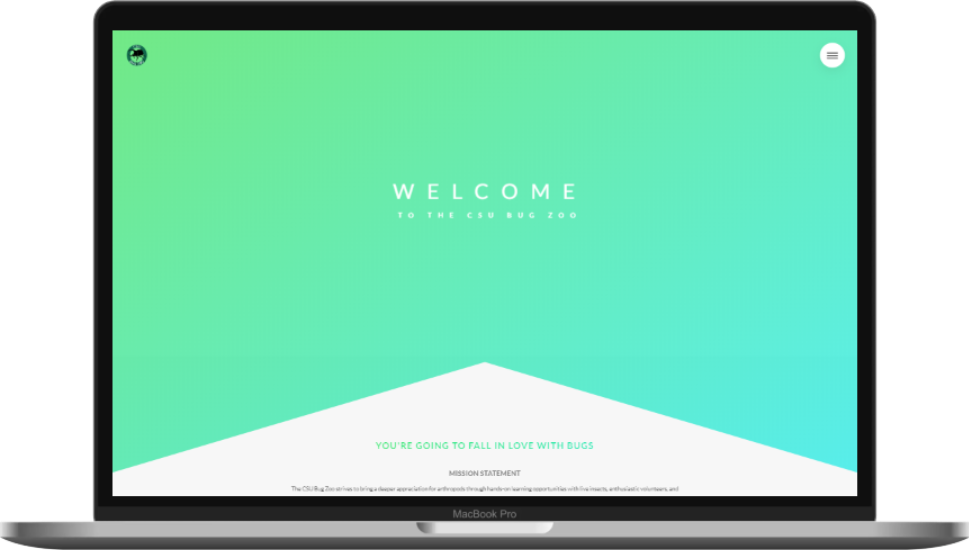 WELCOME
TO THE CSU BUG ZOO
YOU'RE GOING TO FALL IN LOVE WITH BUGS
MISSION STATEMENT
The CSU Bug Zoo strives to bring a deeper appreciation for arthropods through hands-on learning opportunities with live insects, enthusiastic volunteers, and
MacBook Pro